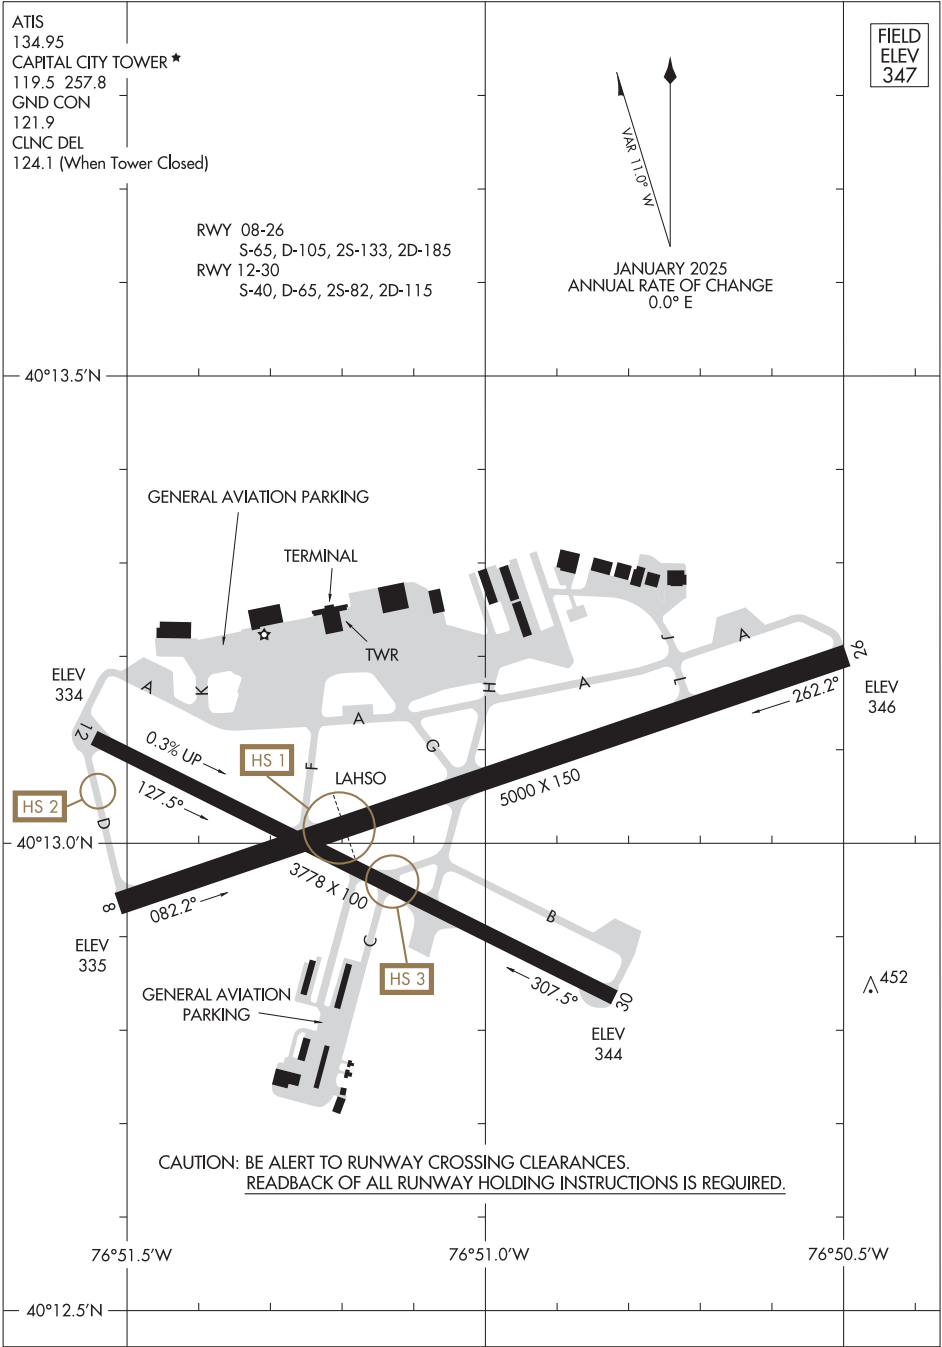 ATIS
134.95
CAPITAL CITY TOWER★
119.5 257.8
GND CON
121.9
CLNC DEL
124.1 (When Tower Closed)
FIELD
ELEV
347
VAR 11.0° W
JANUARY 2025
ANNUAL RATE OF CHANGE
0.0° E
RWY 08-26
S-65, D-105, 2S-133, 2D-185
RWY 12-30
S-40, D-65, 2S-82, 2D-115
40°13.5'N
GENERAL AVIATION PARKING
TERMINAL
TWR
ELEV
334
A
K
A
F
G
H
A
J
L
A
26
ELEV
346
262.2°
12
0.3% UP
127.5°
HS 1
LAHSO
5000 X 150
HS 2
D
40°13.0'N
3778 X 100
8
082.2°
ELEV
335
C
B
HS 3
307.5°
30
ELEV
344
452
GENERAL AVIATION
PARKING
CAUTION: BE ALERT TO RUNWAY CROSSING CLEARANCES.
READBACK OF ALL RUNWAY HOLDING INSTRUCTIONS IS REQUIRED.
76°51.5'W
76°51.0'W
76°50.5'W
40°12.5'N